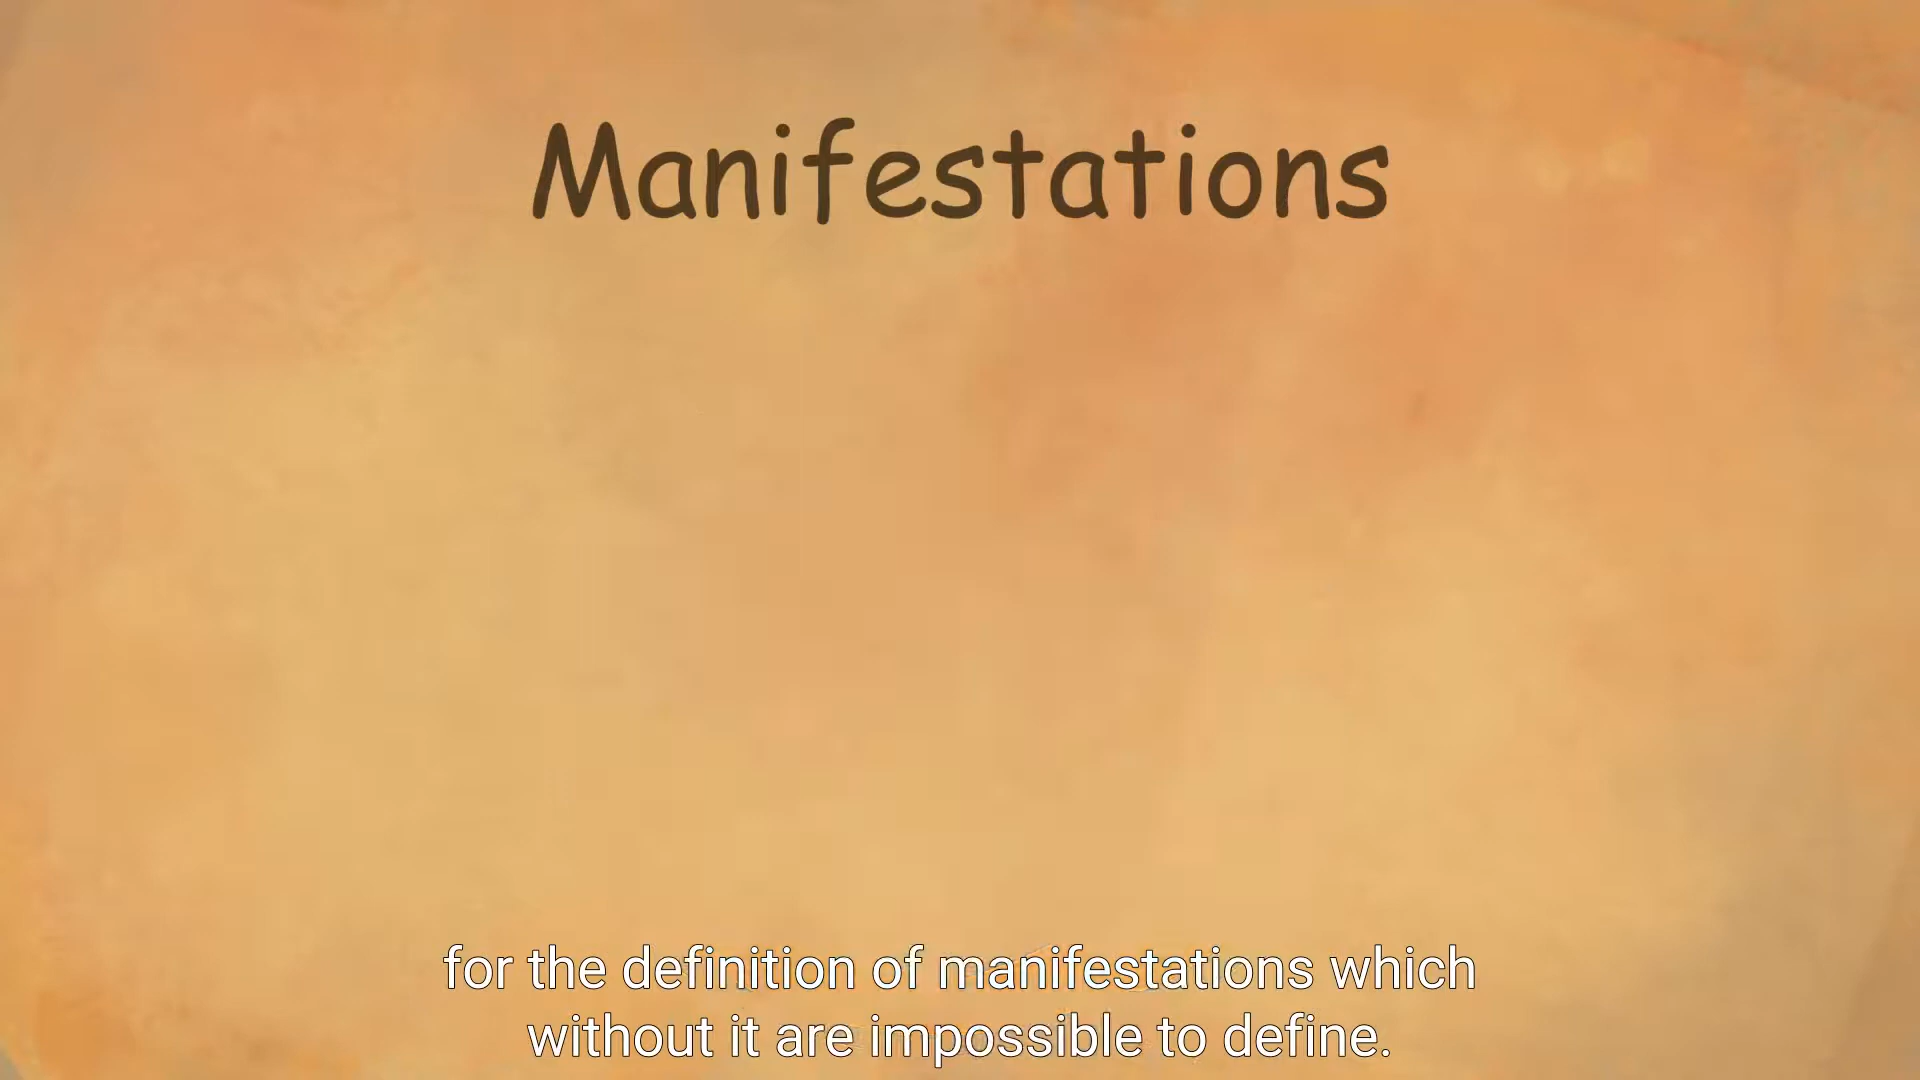 Manifestations
for the definition of manifestations which
without it are impossible to define.